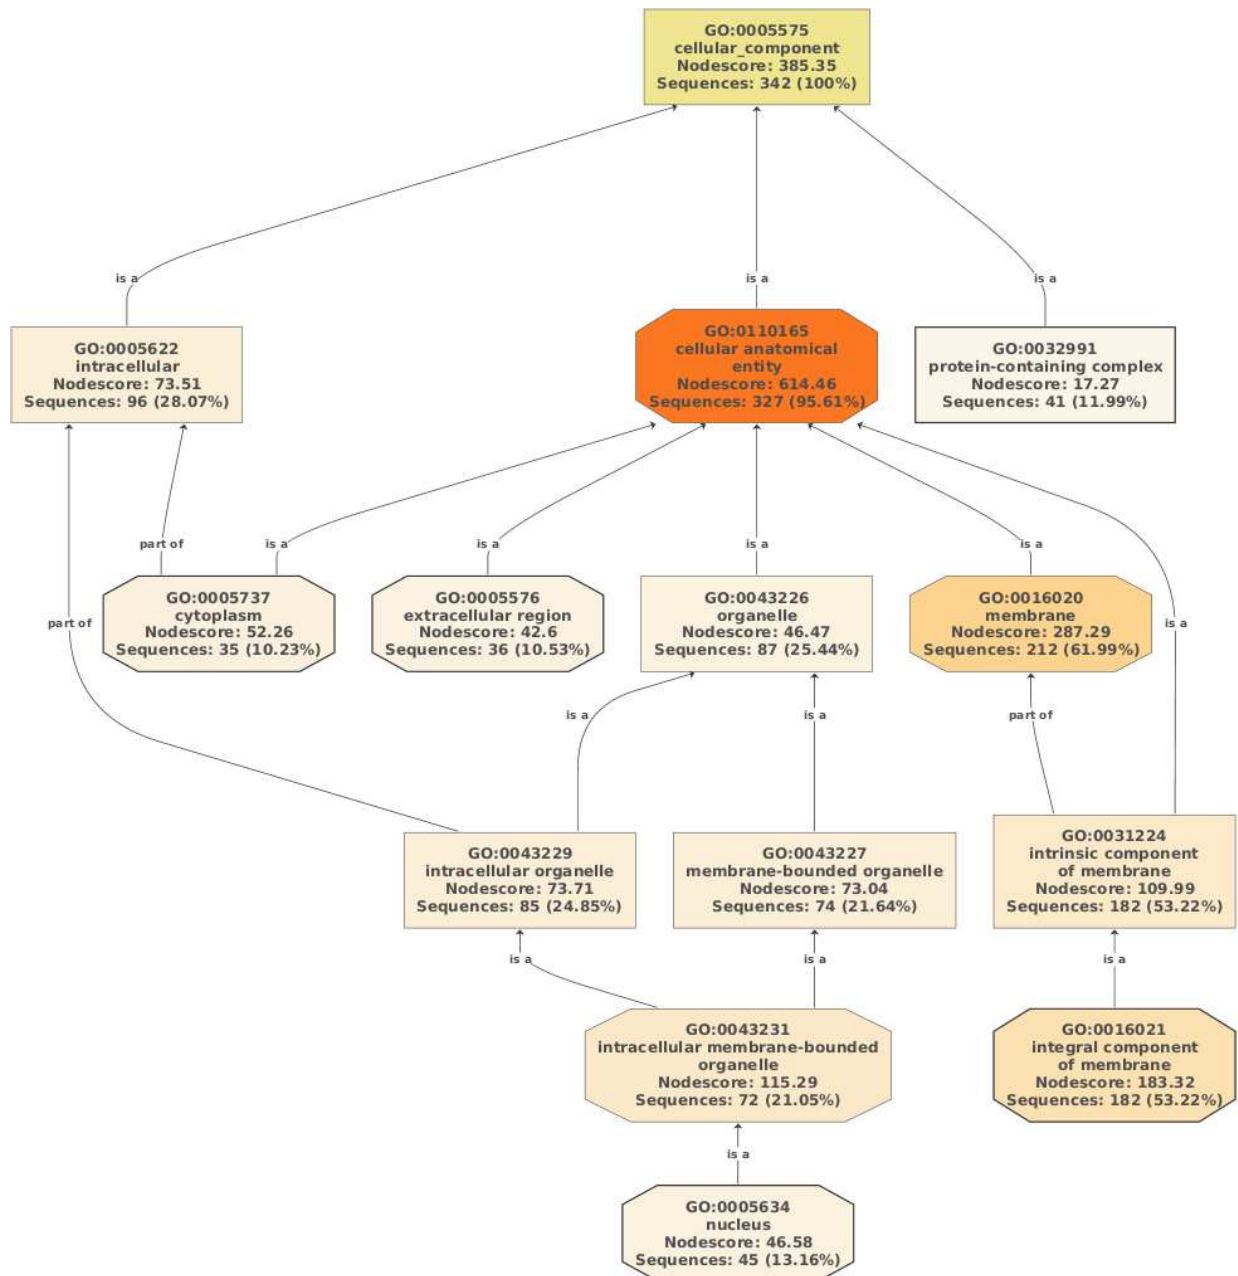 GO:0005575
cellular_component
Nodescore: 385.35
Sequences: 342 (100%)
is a
is a
is a
GO:0005622
intracellular
Nodescore: 73.51
Sequences: 96 (28.07%)
GO:0110165
cellular anatomical
entity
Nodescore: 614.46
Sequences: 327 (95.61%)
GO:0032991
protein-containing complex
Nodescore: 17.27
Sequences: 41 (11.99%)
part of
is a
is a
is a
is a
part of
is a
GO:0005737
cytoplasm
Nodescore: 52.26
Sequences: 35 (10.23%)
GO:0005576
extracellular region
Nodescore: 42.6
Sequences: 36 (10.53%)
GO:0043226
organelle
Nodescore: 46.47
Sequences: 87 (25.44%)
GO:0016020
membrane
Nodescore: 287.29
Sequences: 212 (61.99%)
is a
is a
part of
GO:0043229
intracellular organelle
Nodescore: 73.71
Sequences: 85 (24.85%)
GO:0043227
membrane-bounded organelle
Nodescore: 73.04
Sequences: 74 (21.64%)
GO:0031224
intrinsic component
of membrane
Nodescore: 109.99
Sequences: 182 (53.22%)
is a
is a
is a
GO:0043231
intracellular membrane-bounded
organelle
Nodescore: 115.29
Sequences: 72 (21.05%)
GO:0016021
integral component
of membrane
Nodescore: 183.32
Sequences: 182 (53.22%)
is a
GO:0005634
nucleus
Nodescore: 46.58
Sequences: 45 (13.16%)